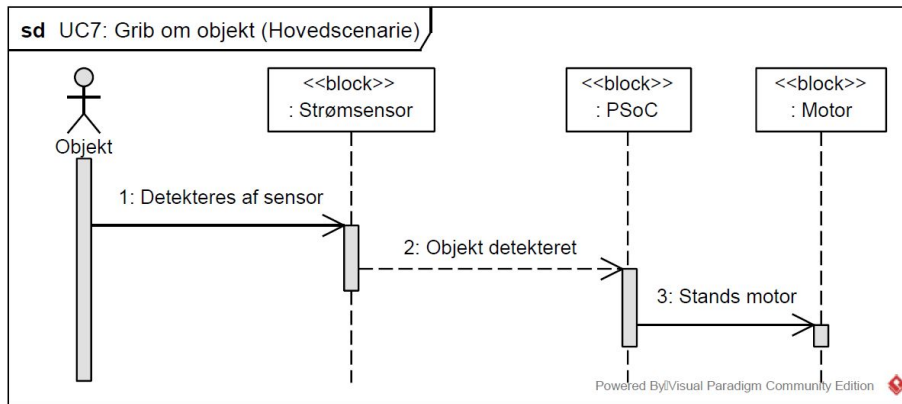 sd UC7: Grib om objekt (Hovedscenarie)
<<block>>
: Strømsensor
<<block>>
: PSoC
<<block>>
: Motor
Objekt
1: Detekteres af sensor
2: Objekt detekteret
3: Stands motor
Powered By Visual Paradigm Community Edition